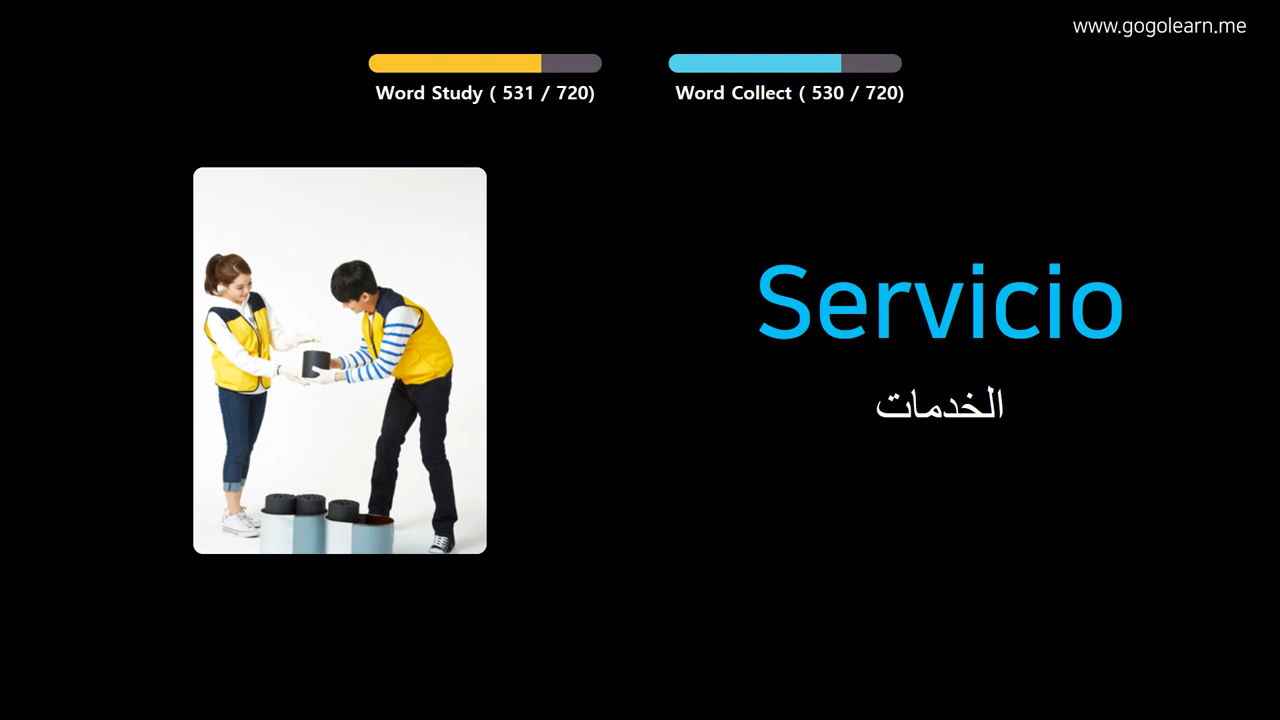 www.gogolearn.me
Word Study ( 531 / 720)
Word Collect ( 530 / 720)
Servicio
الخدمات